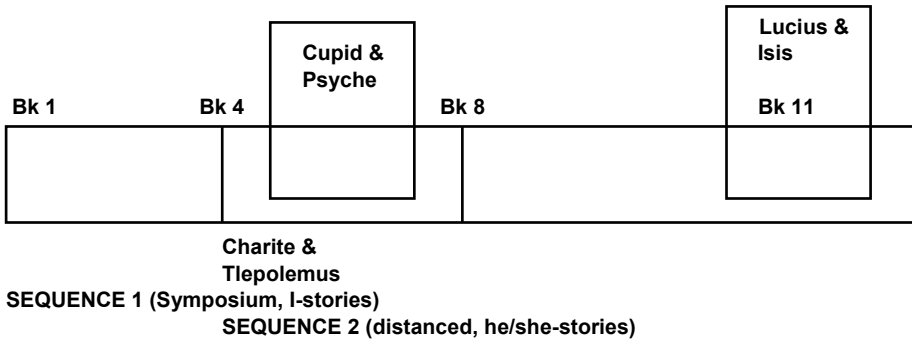 Cupid &
Psyche
Lucius &
Isis
Bk 1
Bk 4
Bk 8
Bk 11
Charite &
Tlepolemus
SEQUENCE 1 (Symposium, I-stories)
SEQUENCE 2 (distanced, he/she-stories)